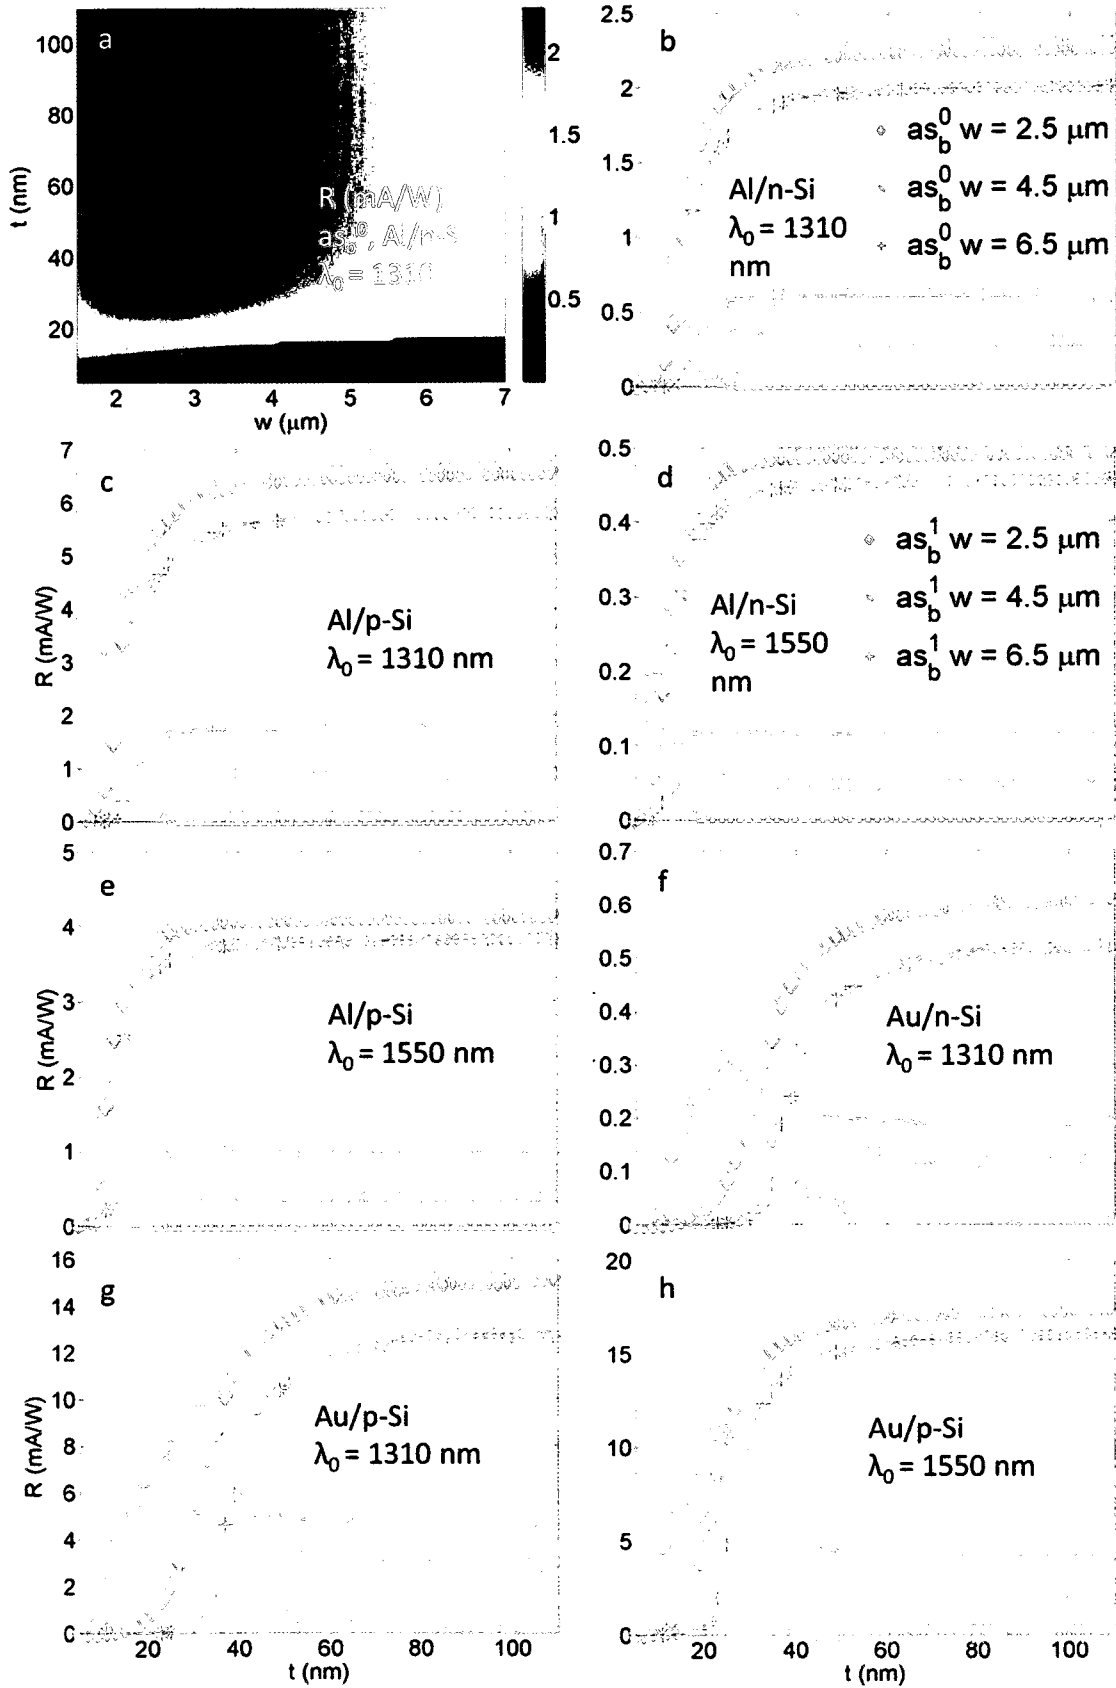 a
100
80
60
40
20
t (nm)
2
3
4
5
6
7
w (μm)
R (mA/W)
λ0 = 1310
2
1.5
1
0.5
b
2.5
2
1.5
1
0.5
0
Al/n-Si
λ0 = 1310
nm
as_b^0 w = 2.5 μm
as_b^0 w = 4.5 μm
as_b^0 w = 6.5 μm
c
7
6
5
4
3
2
1
0
R (mA/W)
Al/p-Si
λ0 = 1310 nm
d
0.5
0.4
0.3
0.2
0.1
0
Al/n-Si
λ0 = 1550
nm
as_b^1 w = 2.5 μm
as_b^1 w = 4.5 μm
as_b^1 w = 6.5 μm
e
5
4
3
2
1
0
R (mA/W)
Al/p-Si
λ0 = 1550 nm
f
0.7
0.6
0.5
0.4
0.3
0.2
0.1
0
Au/n-Si
λ0 = 1310 nm
g
16
14
12
10
8
6
4
2
0
R (mA/W)
Au/p-Si
λ0 = 1310 nm
20
40
60
80
100
t (nm)
h
20
15
10
5
0
Au/p-Si
λ0 = 1550 nm
20
40
60
80
100
t (nm)